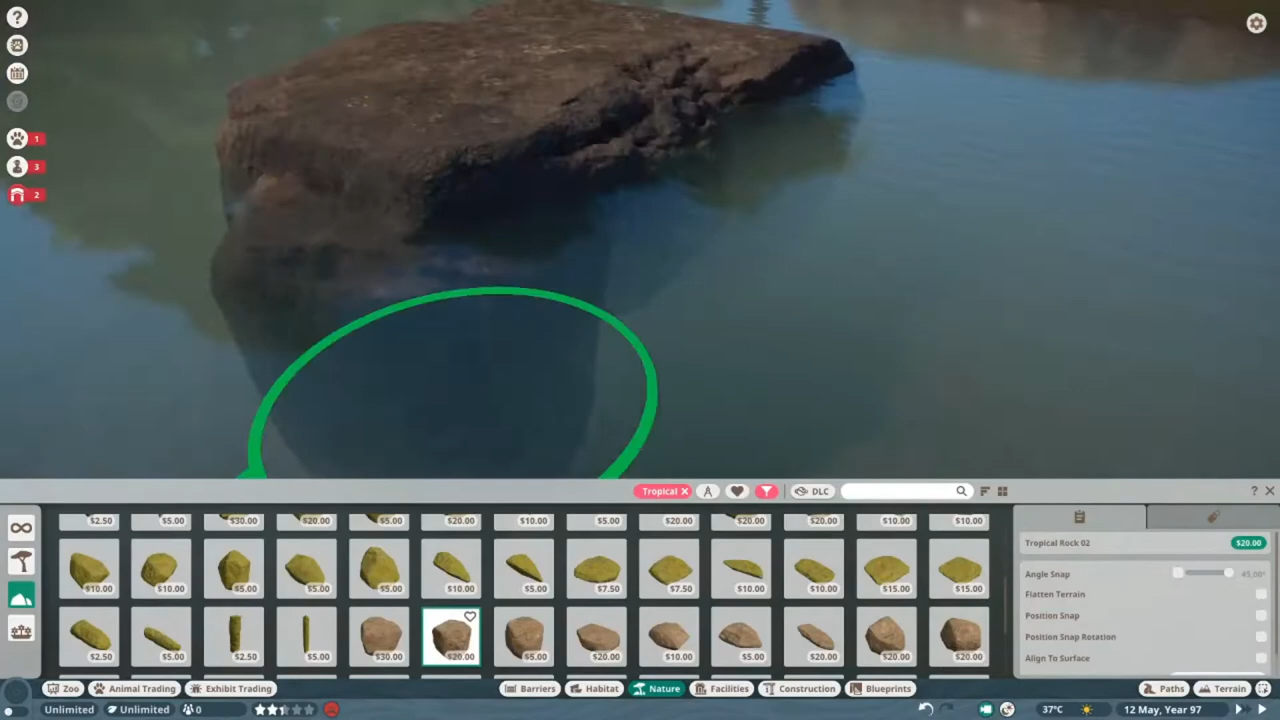 ?
1
3
2
Tropical ×
DLC
? ×
$2.50 $5.00 $30.00 $20.00 $5.00 $20.00 $10.00 $5.00 $20.00 $20.00 $20.00 $10.00 $10.00
$10.00 $10.00 $5.00 $5.00 $5.00 $10.00 $5.00 $7.50 $7.50 $10.00 $10.00 $15.00 $15.00
$2.50 $5.00 $2.50 $5.00 $30.00 $20.00 $5.00 $20.00 $10.00 $5.00 $20.00 $20.00 $20.00
Tropical Rock 02 $20.00
Angle Snap 45.00°
Flatten Terrain
Position Snap
Position Snap Rotation
Align To Surface
Zoo Animal Trading Exhibit Trading Barriers Habitat Nature Facilities Construction Blueprints Paths Terrain
Unlimited Unlimited 0 37°C 12 May, Year 97